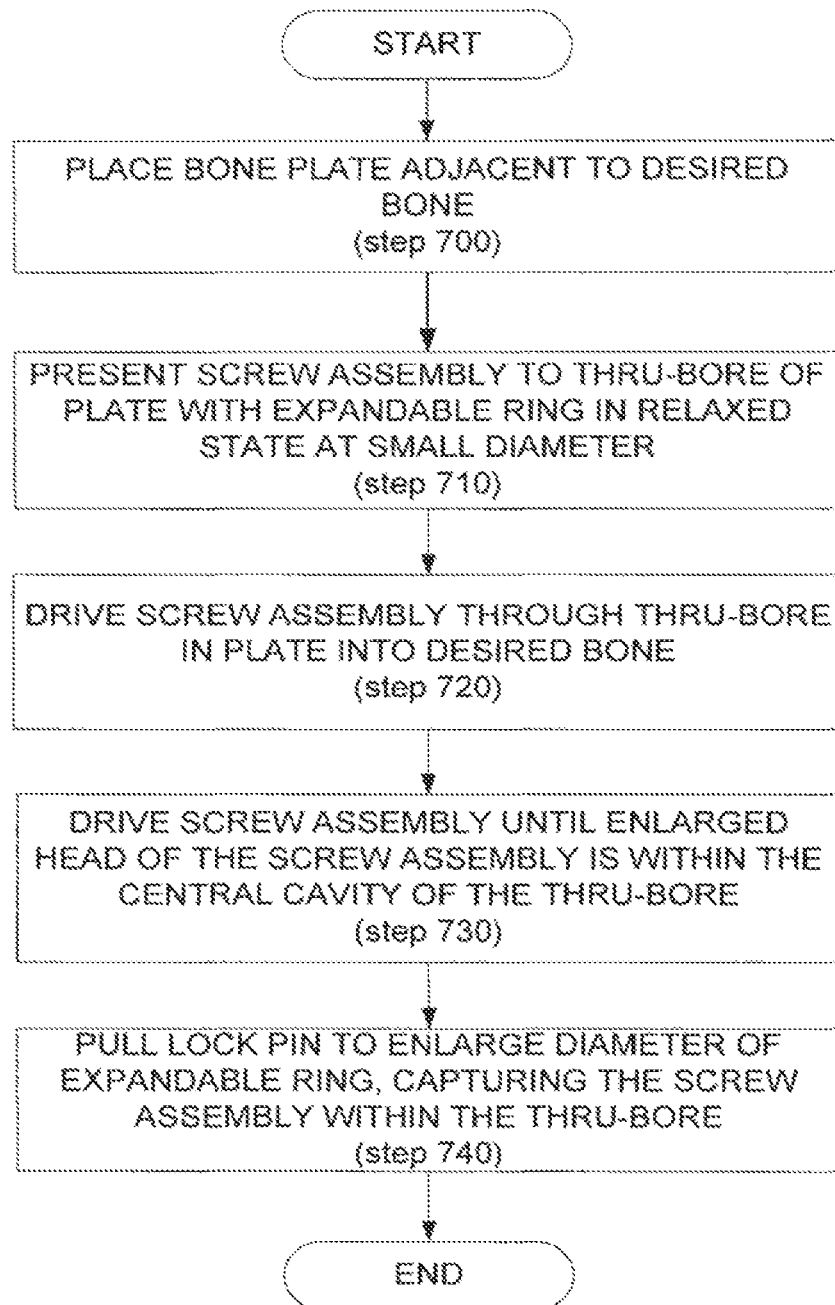 START
PLACE BONE PLATE ADJACENT TO DESIRED
BONE
(step 700)
PRESENT SCREW ASSEMBLY TO THRU-BORE OF
PLATE WITH EXPANDABLE RING IN RELAXED
STATE AT SMALL DIAMETER
(step 710)
DRIVE SCREW ASSEMBLY THROUGH THRU-BORE
IN PLATE INTO DESIRED BONE
(step 720)
DRIVE SCREW ASSEMBLY UNTIL ENLARGED
HEAD OF THE SCREW ASSEMBLY IS WITHIN THE
CENTRAL CAVITY OF THE THRU-BORE
(step 730)
PULL LOCK PIN TO ENLARGE DIAMETER OF
EXPANDABLE RING, CAPTURING THE SCREW
ASSEMBLY WITHIN THE THRU-BORE
(step 740)
END